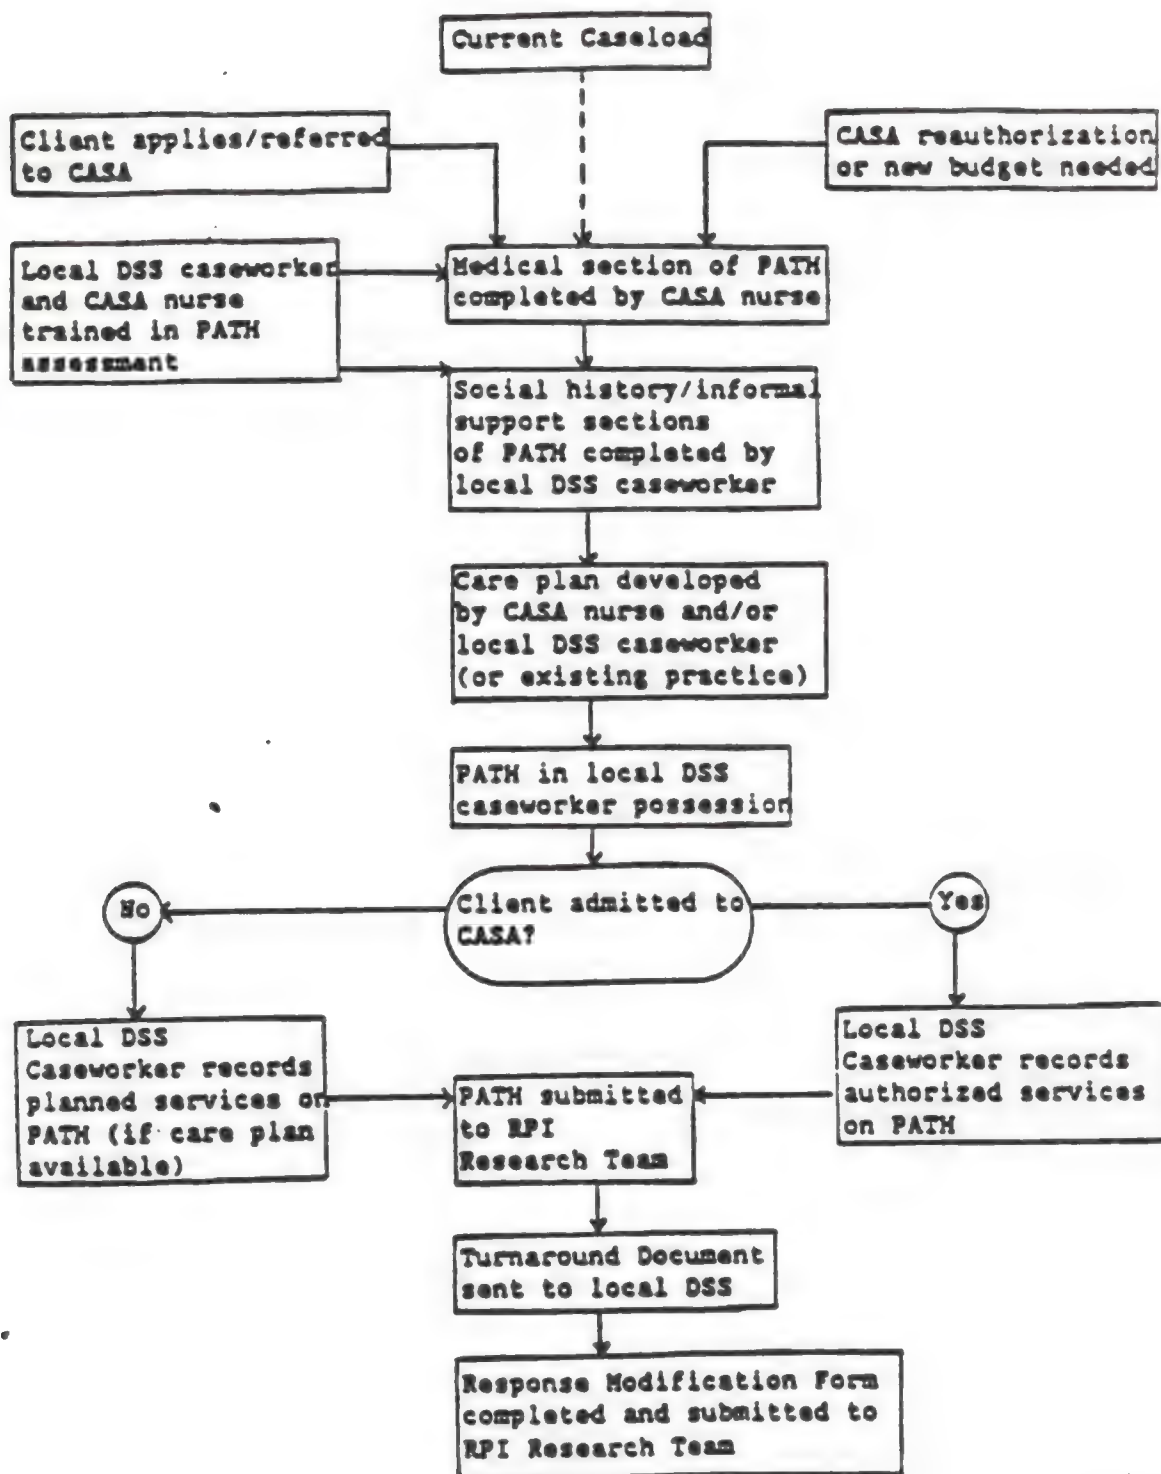 Current Caseload
Client applies/referred
to CASA
CASA reauthorization
or new budget needed
Local DSS caseworker
and CASA nurse
trained in PATH
assessment
Medical section of PATH
completed by CASA nurse
Social history/informal
support sections
of PATH completed by
local DSS caseworker
Care plan developed
by CASA nurse and/or
local DSS caseworker
(or existing practice)
PATH in local DSS
caseworker possession
Client admitted to
CASA?
No
Yes
Local DSS
Caseworker records
planned services on
PATH (if care plan
available)
PATH submitted
to RPI
Research Team
Local DSS
Caseworker records
authorized services
on PATH
Turnaround Document
sent to local DSS
Response Modification Form
completed and submitted to
RPI Research Team